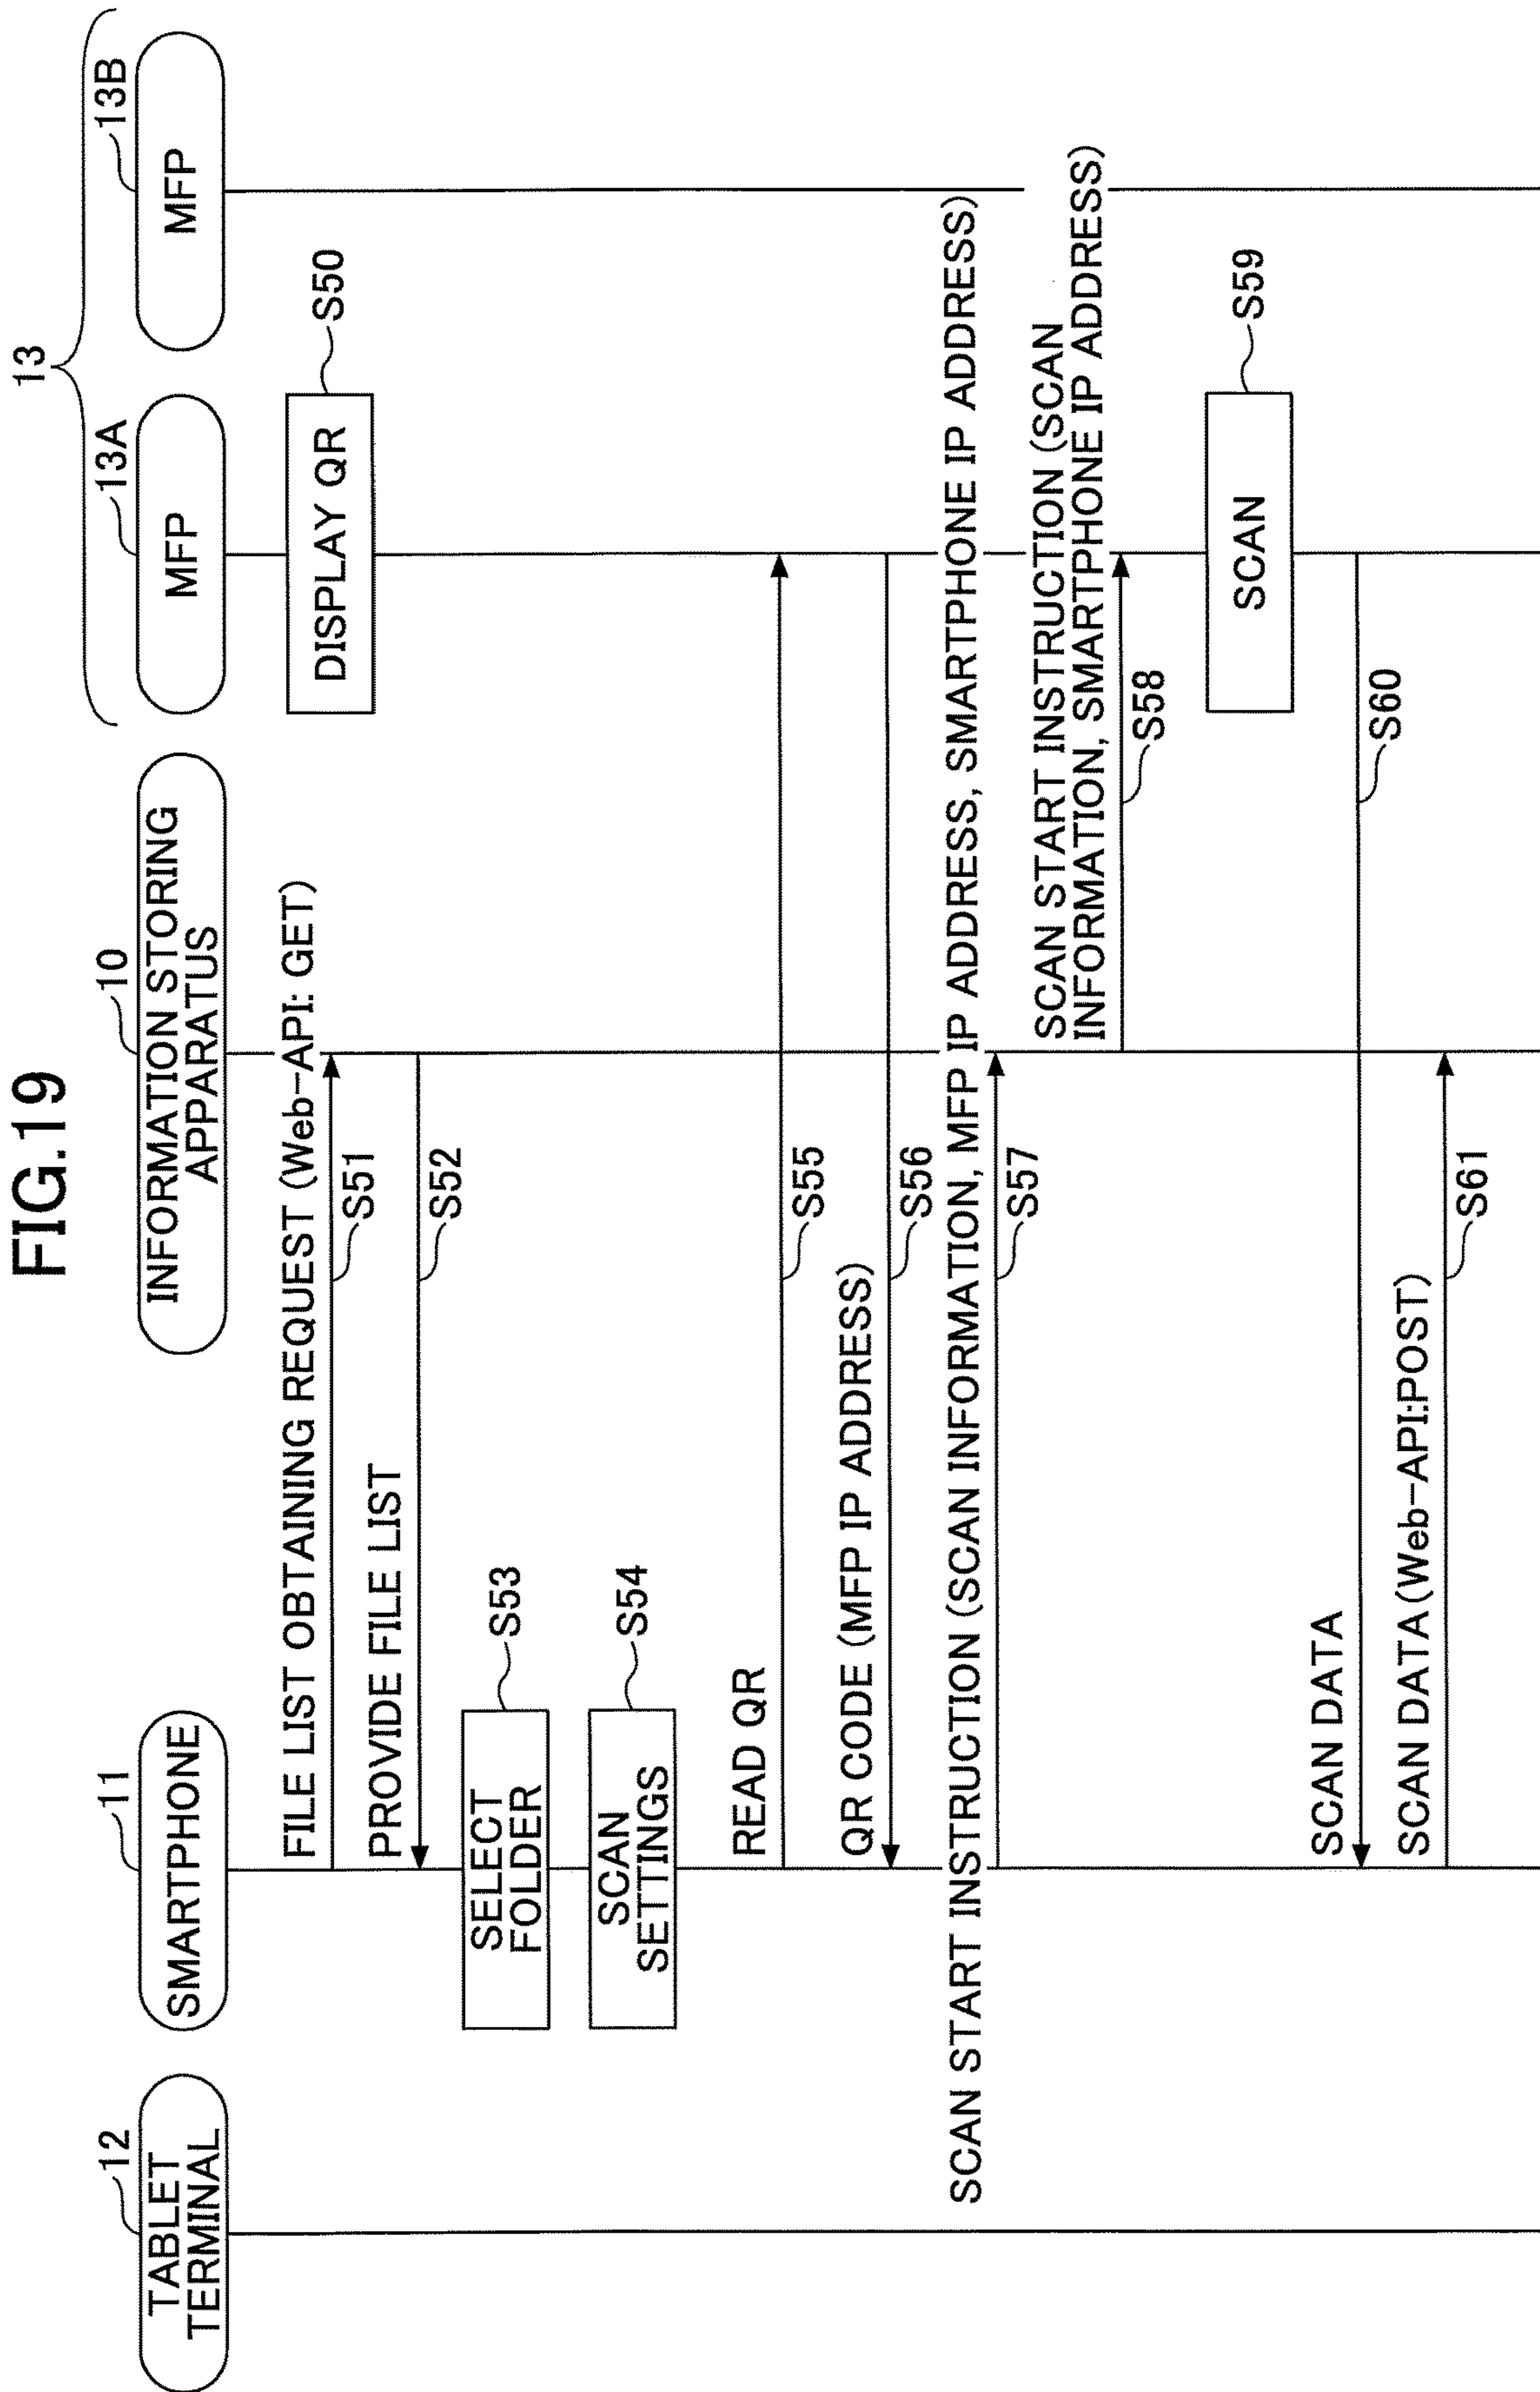 FIG.19
12
TABLET
TERMINAL
11
SMARTPHONE
10
INFORMATION STORING
APPARATUS
13
13A
MFP
13B
MFP
DISPLAY QR
S50
FILE LIST OBTAINING REQUEST (Web-API: GET)
S51
PROVIDE FILE LIST
S52
SELECT
FOLDER
S53
SCAN
SETTINGS
S54
READ QR
S55
QR CODE (MFP IP ADDRESS)
S56
SCAN START INSTRUCTION (SCAN INFORMATION, MFP IP ADDRESS, SMARTPHONE IP ADDRESS)
S57
SCAN START INSTRUCTION (SCAN
INFORMATION, SMARTPHONE IP ADDRESS)
S58
SCAN
S59
SCAN DATA
S60
SCAN DATA (Web-API:POST)
S61